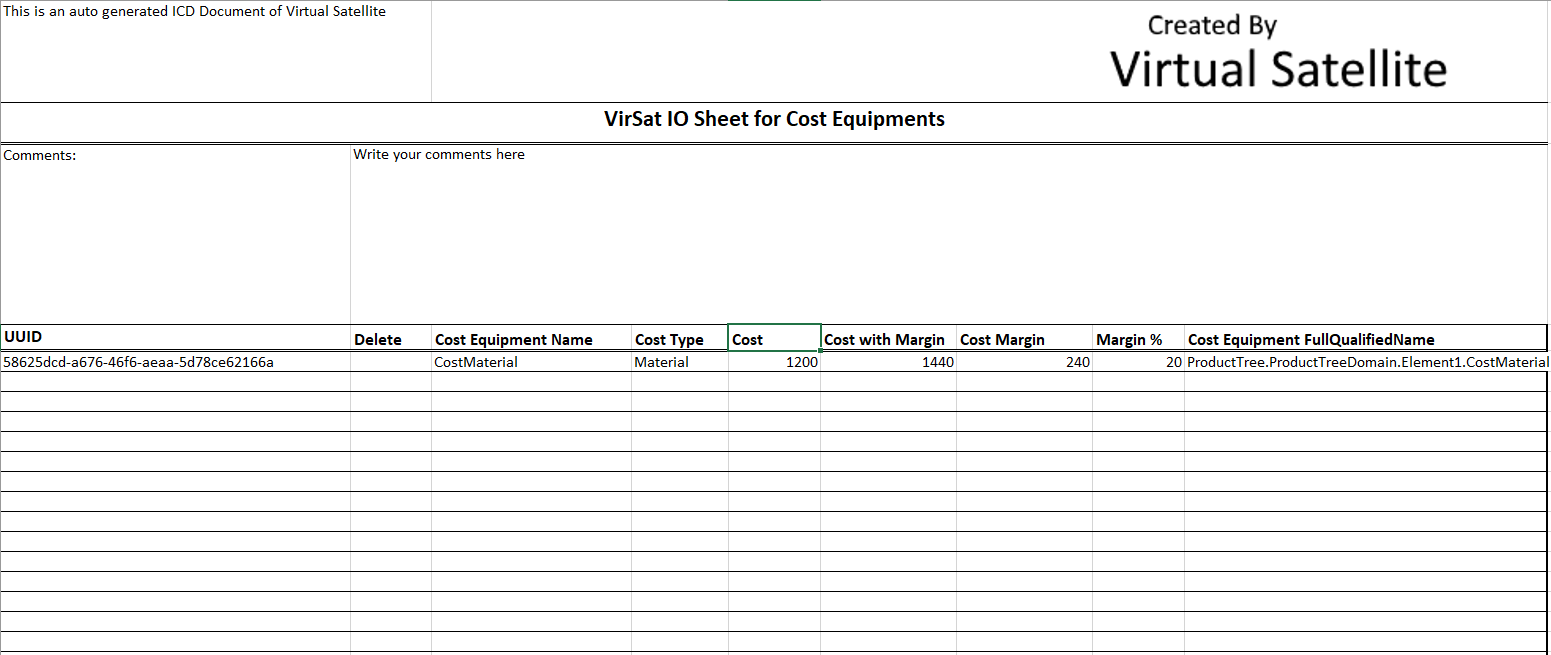 This is an auto generated ICD Document of Virtual Satellite
Created By
Virtual Satellite
VirSat IO Sheet for Cost Equipments
Comments: Write your comments here
UUID Delete Cost Equipment Name Cost Type Cost Cost with Margin Cost Margin Margin % Cost Equipment FullQualifiedName
58625dcd-a676-46f6-aeaa-5d78ce62166a CostMaterial Material 1200 1440 240 20 ProductTree.ProductTreeDomain.Element1.CostMaterial